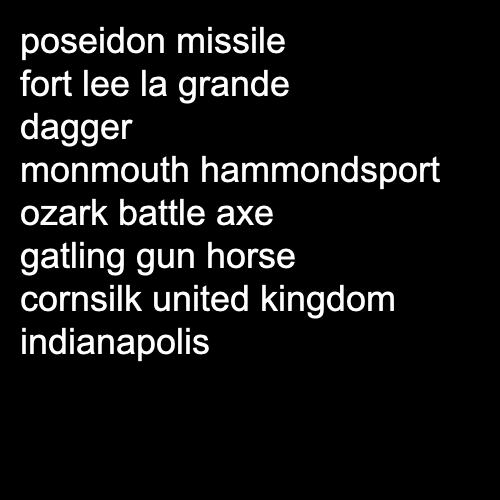 poseidon missile
fort lee la grande
dagger
monmouth hammondsport
ozark battle axe
gatling gun horse
cornsilk united kingdom
indianapolis